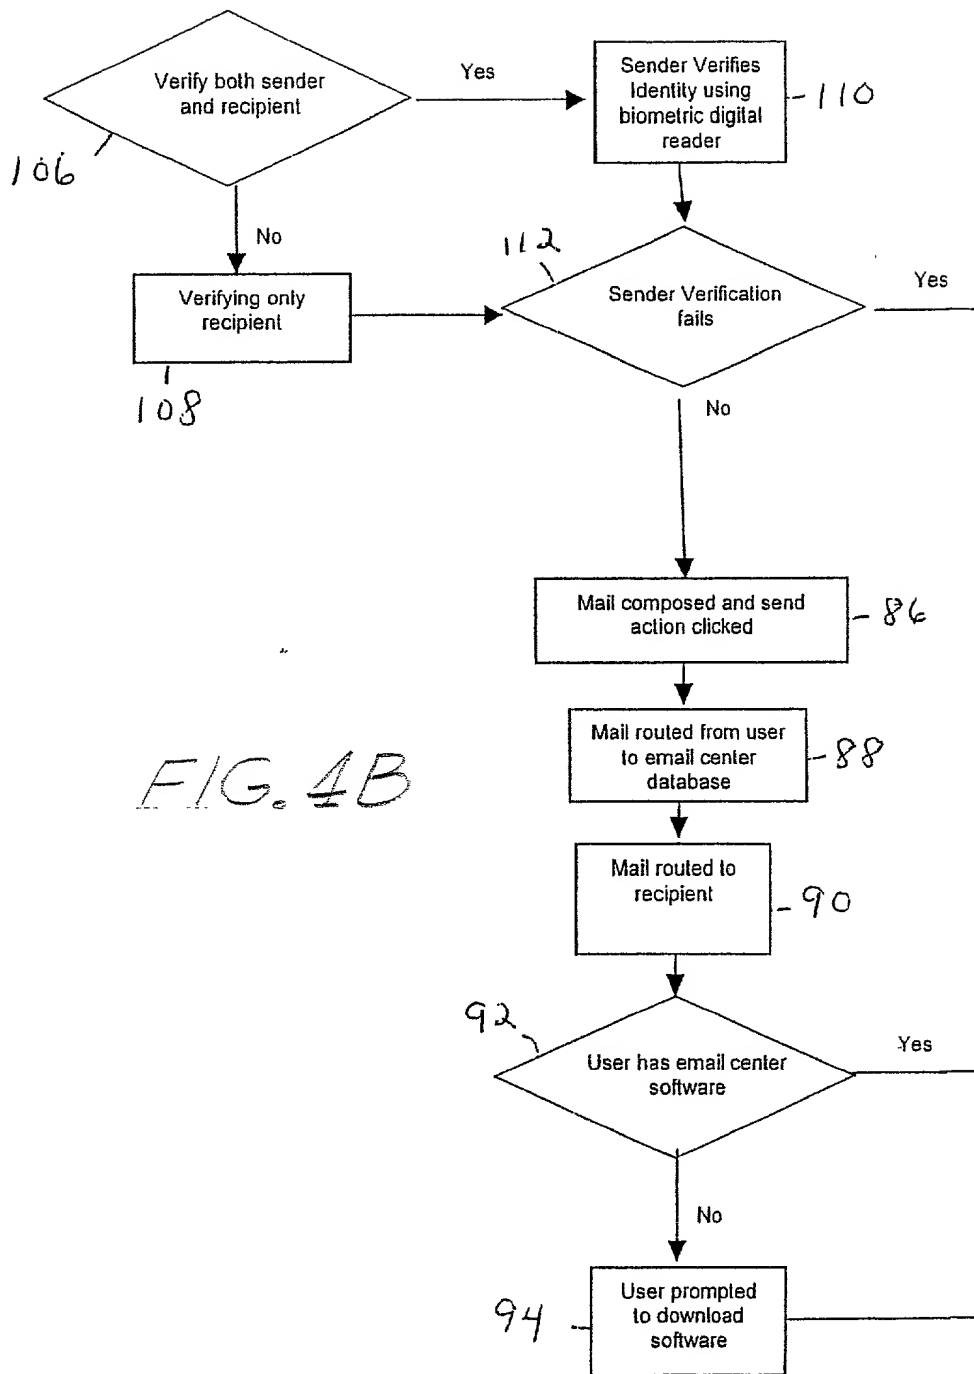 Verify both sender
and recipient
106
Yes
Sender Verifies
Identity using
biometric digital
reader
110
No
Verifying only
recipient
108
112
Sender Verification
fails
Yes
No
Mail composed and send
action clicked
86
Mail routed from user
to email center
database
88
FIG. 4B
Mail routed to
recipient
90
92
User has email center
software
Yes
No
User prompted
to download
software
94